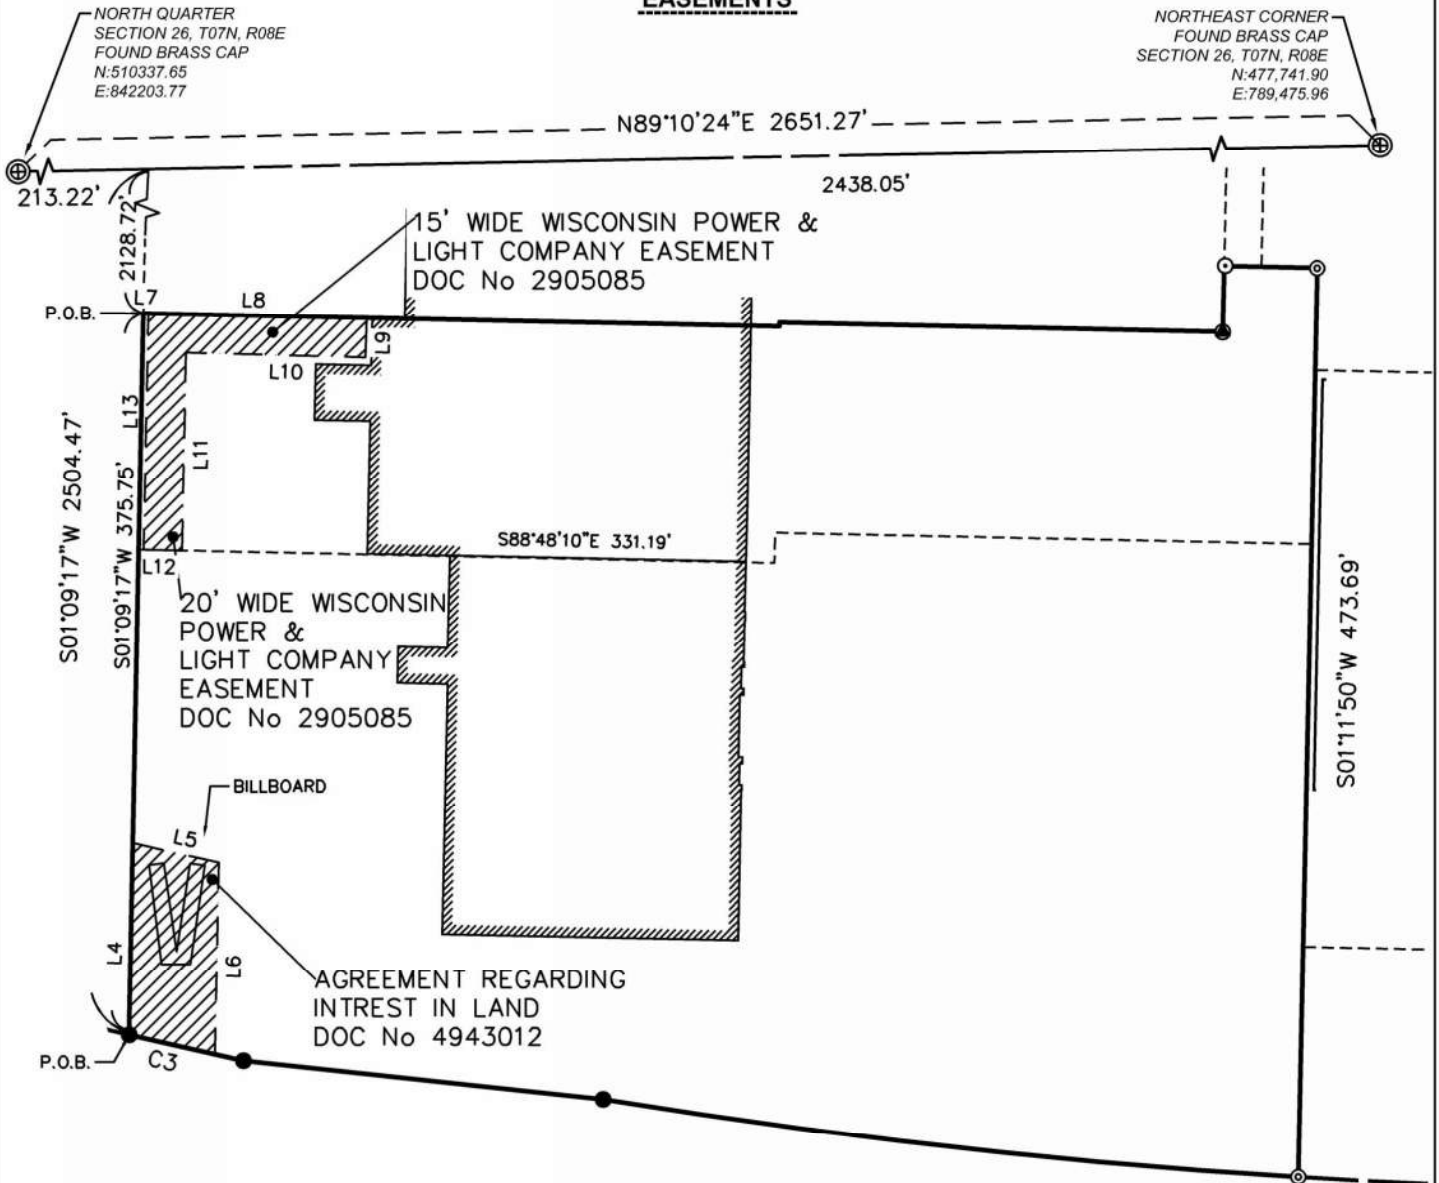 EASEMENTS
NORTH QUARTER
SECTION 26, T07N, R08E
FOUND BRASS CAP
N:510337.65
E:842203.77
NORTHEAST CORNER
FOUND BRASS CAP
SECTION 26, T07N, R08E
N:477,741.90
E:789,475.96
N89°10'24"E 2651.27'
213.22'
2438.05'
2128.72'
15' WIDE WISCONSIN POWER &
LIGHT COMPANY EASEMENT
DOC No 2905085
P.O.B.
L7
L8
L9
L10
L13
L11
S01°09'17"W 2504.47'
S01°09'17"W 375.75'
S88°48'10"E 331.19'
L12
20' WIDE WISCONSIN
POWER &
LIGHT COMPANY
EASEMENT
DOC No 2905085
S01°11'50"W 473.69'
BILLBOARD
L5
L4
L6
AGREEMENT REGARDING
INTREST IN LAND
DOC No 4943012
P.O.B.
C3